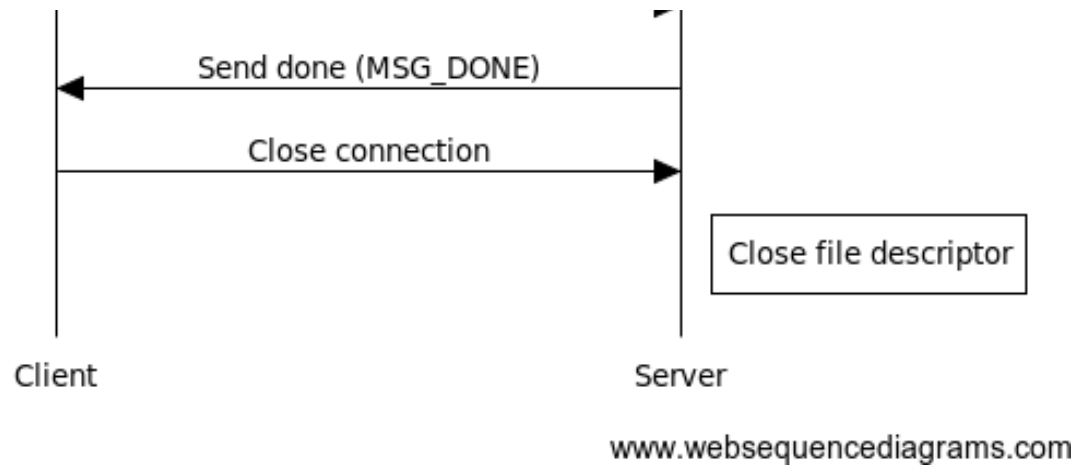 Send done (MSG_DONE)
Close connection
Close file descriptor
Client
Server
www.websequencediagrams.com